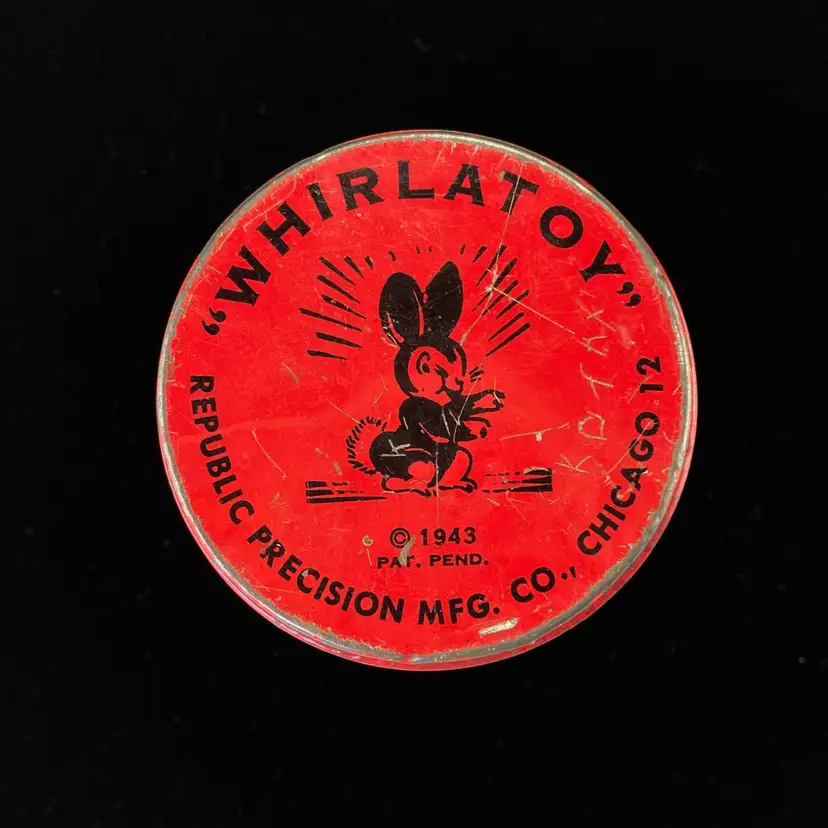 “WHIRLATOY”
© 1943
PAT. PEND.
REPUBLIC PRECISION MFG. CO., CHICAGO 12